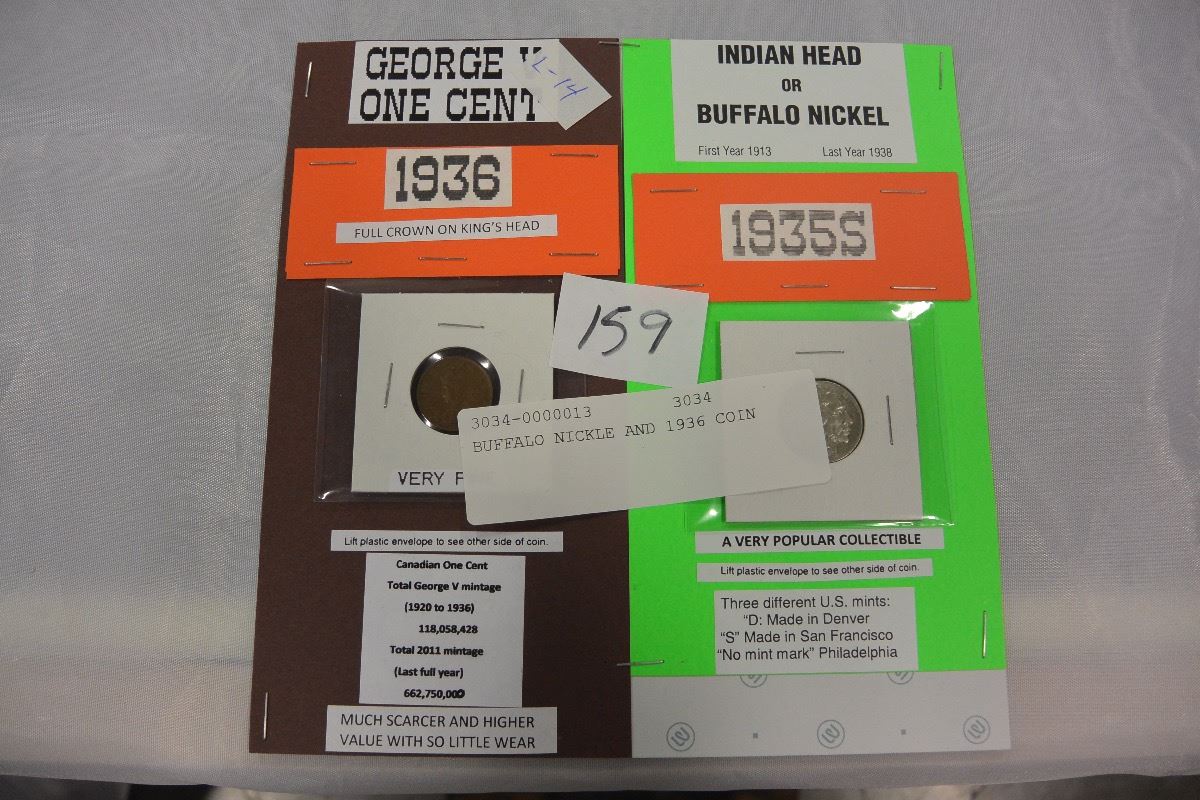 GEORGE V
ONE CENT
L-14
1936
FULL CROWN ON KING'S HEAD
VERY F
Lift plastic envelope to see other side of coin.
Canadian One Cent
Total George V mintage
(1920 to 1936)
118,058,428
Total 2011 mintage
(Last full year)
662,750,000
MUCH SCARCER AND HIGHER
VALUE WITH SO LITTLE WEAR
159
3034-0000013 3034
BUFFALO NICKLE AND 1936 COIN
INDIAN HEAD
OR
BUFFALO NICKEL
First Year 1913 Last Year 1938
1935S
A VERY POPULAR COLLECTIBLE
Lift plastic envelope to see other side of coin.
Three different U.S. mints:
"D: Made in Denver
"S" Made in San Francisco
"No mint mark" Philadelphia